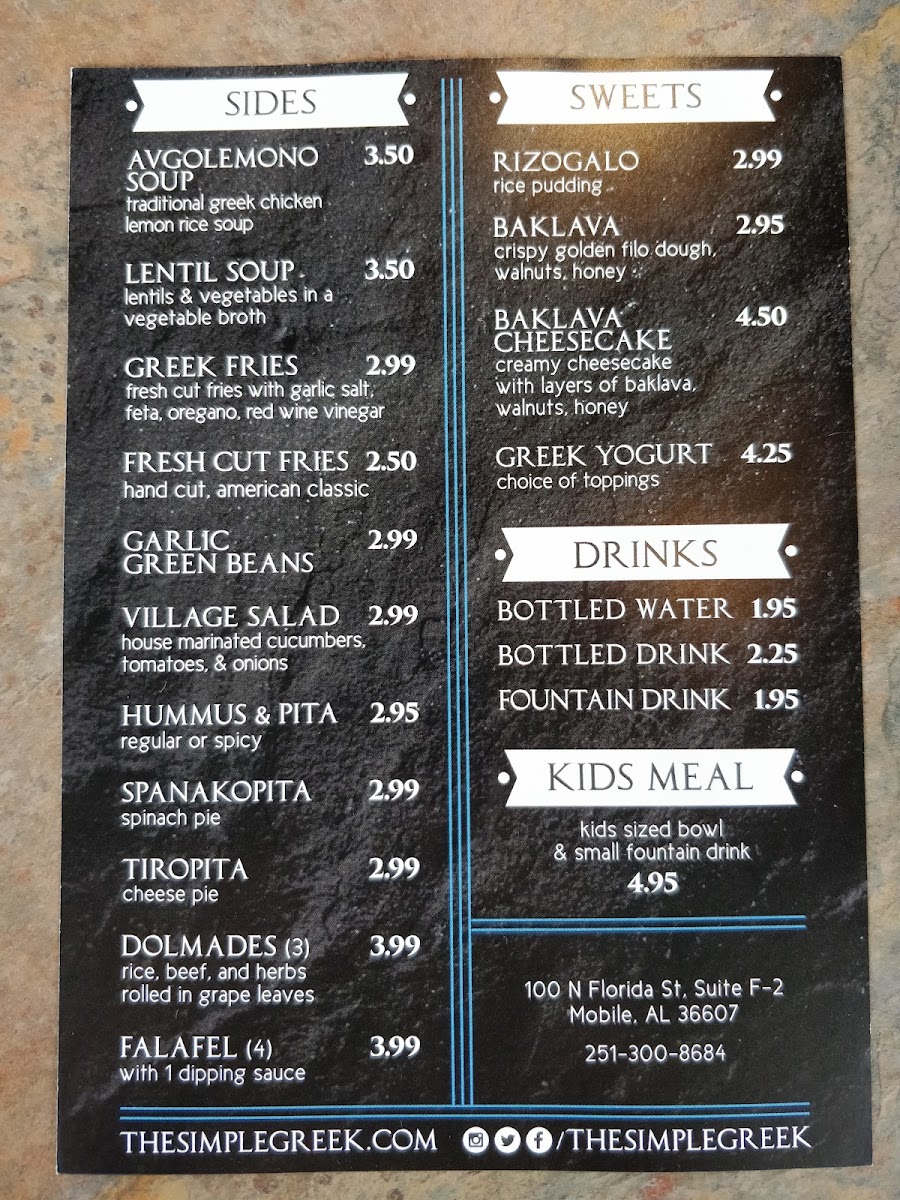 SIDES
AVGOLEMONO 3.50
SOUP
traditional greek chicken
lemon rice soup
LENTIL SOUP 3.50
lentils & vegetables in a
vegetable broth
GREEK FRIES 2.99
fresh cut fries with garlic salt,
feta, oregano, red wine vinegar
FRESH CUT FRIES 2.50
hand cut, american classic
GARLIC 2.99
GREEN BEANS
VILLAGE SALAD 2.99
house marinated cucumbers,
tomatoes, & onions
HUMMUS & PITA 2.95
regular or spicy
SPANAKOPITA 2.99
spinach pie
TIROPITA 2.99
cheese pie
DOLMADES (3) 3.99
rice, beef, and herbs
rolled in grape leaves
FALAFEL (4) 3.99
with 1 dipping sauce
SWEETS
RIZOGALO 2.99
rice pudding
BAKLAVA 2.95
crispy golden filo dough,
walnuts, honey
BAKLAVA 4.50
CHEESECAKE
creamy cheesecake
with layers of baklava,
walnuts, honey
GREEK YOGURT 4.25
choice of toppings
DRINKS
BOTTLED WATER 1.95
BOTTLED DRINK 2.25
FOUNTAIN DRINK 1.95
KIDS MEAL
kids sized bowl
& small fountain drink
4.95
100 N Florida St, Suite F-2
Mobile, AL 36607
251-300-8684
THESIMPLEGREEK.COM /THESIMPLEGREEK